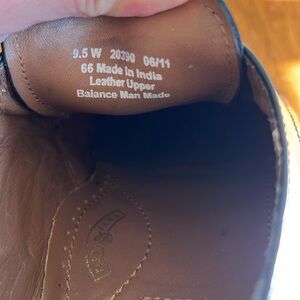 9.5 W 20390 06/11
66 Made in India
Leather Upper
Balance Man Made